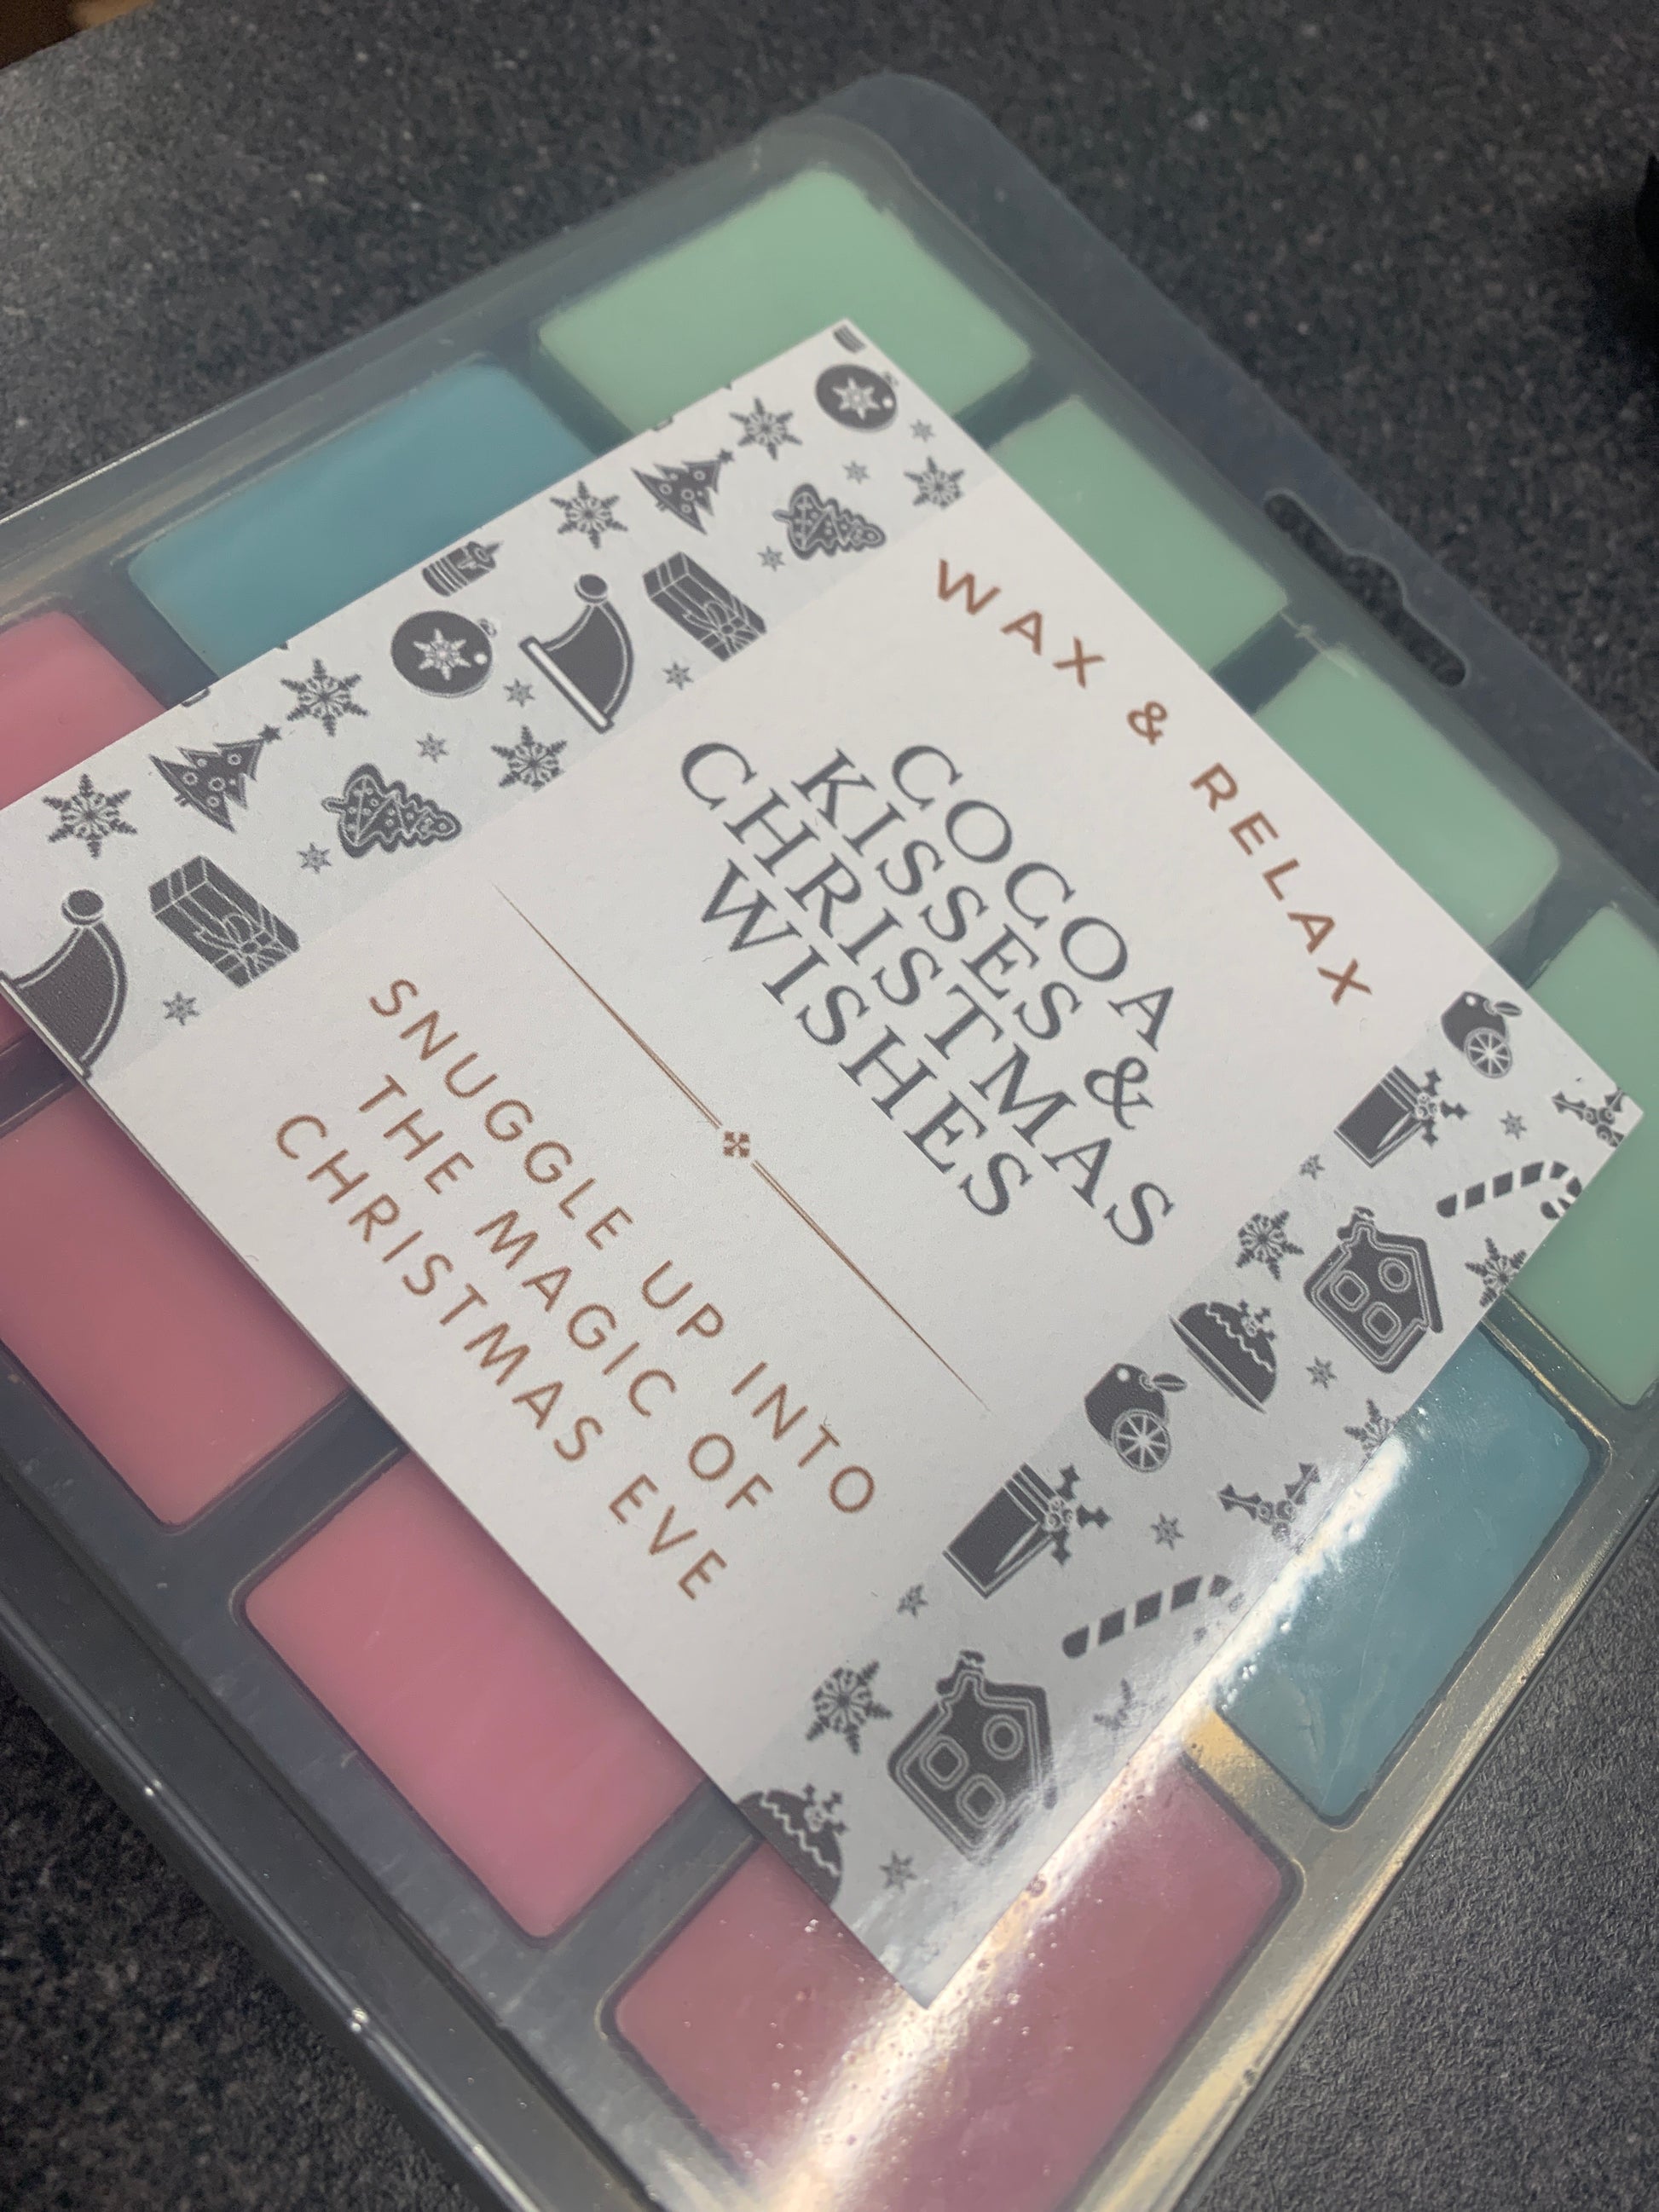 WAX & RELAX
COCOA
KISSES &
CHRISTMAS
WISHES
SNUGGLE UP INTO
THE MAGIC OF
CHRISTMAS EVE